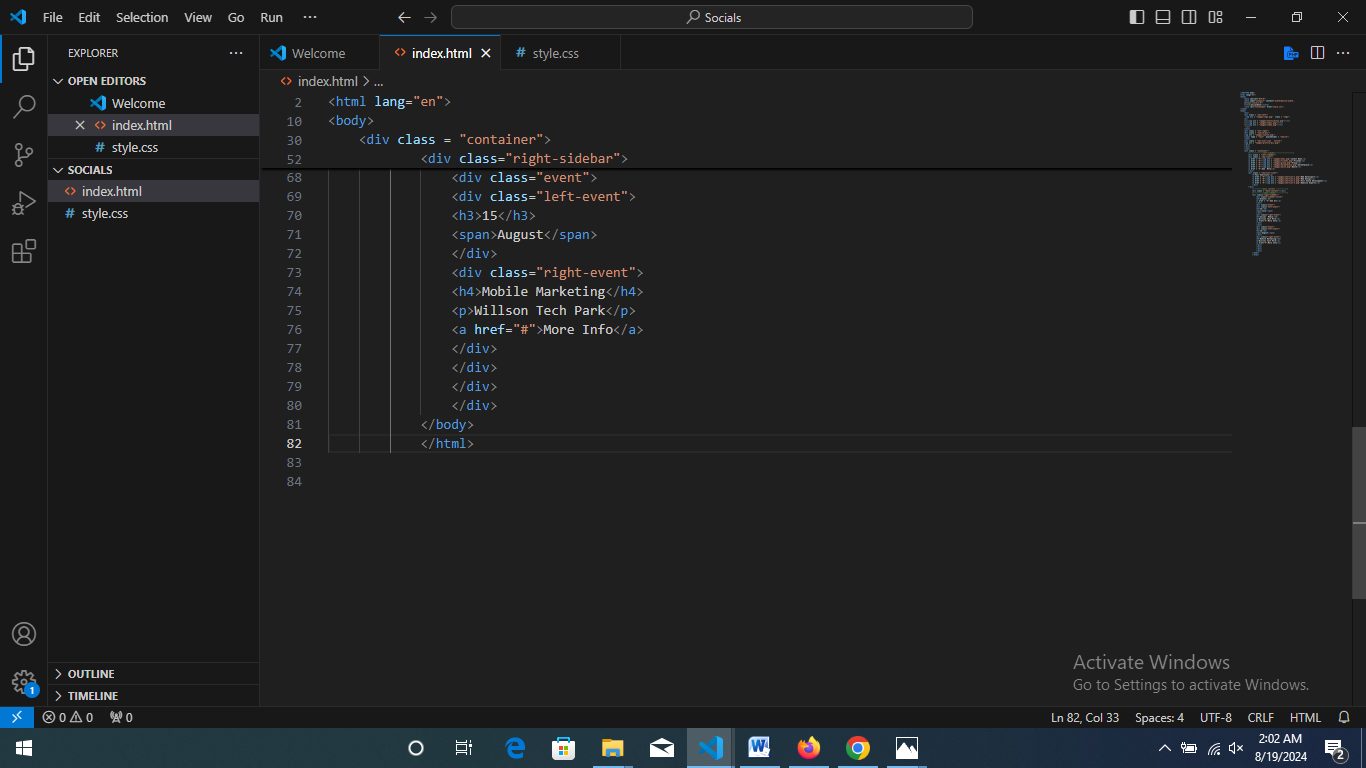 File Edit Selection View Go Run ···
Socials
EXPLORER ···
Welcome
index.html
# style.css
···
OPEN EDITORS
Welcome
index.html
# style.css
SOCIALS
index.html
# style.css
index.html > ...
2 <html lang="en">
10 <body>
30 <div class = "container">
52 <div class="right-sidebar">
68 <div class="event">
69 <div class="left-event">
70 <h3>15</h3>
71 <span>August</span>
72 </div>
73 <div class="right-event">
74 <h4>Mobile Marketing</h4>
75 <p>Willson Tech Park</p>
76 <a href="#">More Info</a>
77 </div>
78 </div>
79 </div>
80 </div>
81 </body>
82 </html>
83
84
OUTLINE
TIMELINE
1
Activate Windows
Go to Settings to activate Windows.
0 0 0
Ln 82, Col 33 Spaces: 4 UTF-8 CRLF HTML
2:02 AM
8/19/2024
2